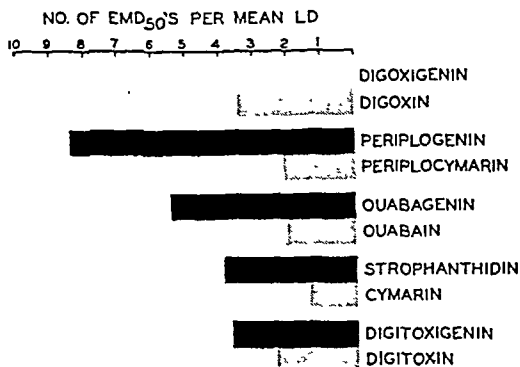 NO. OF EMD50'S PER MEAN LD
10 9 8 7 6 5 4 3 2 1
DIGOXIGENIN
DIGOXIN
PERIPLOGENIN
PERIPLOCYMARIN
OUABAGENIN
OUABAIN
STROPHANTHIDIN
CYMARIN
DIGITOXIGENIN
DIGITOXIN